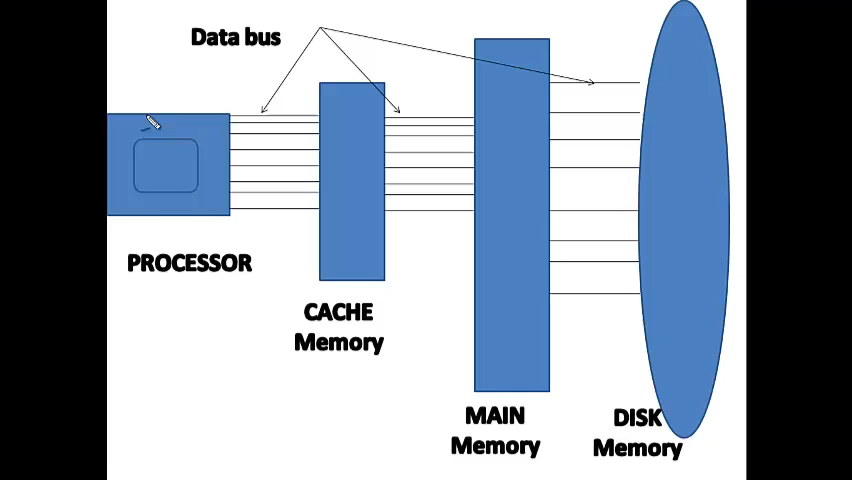 Data bus
PROCESSOR
CACHE
Memory
MAIN
Memory
DISK
Memory